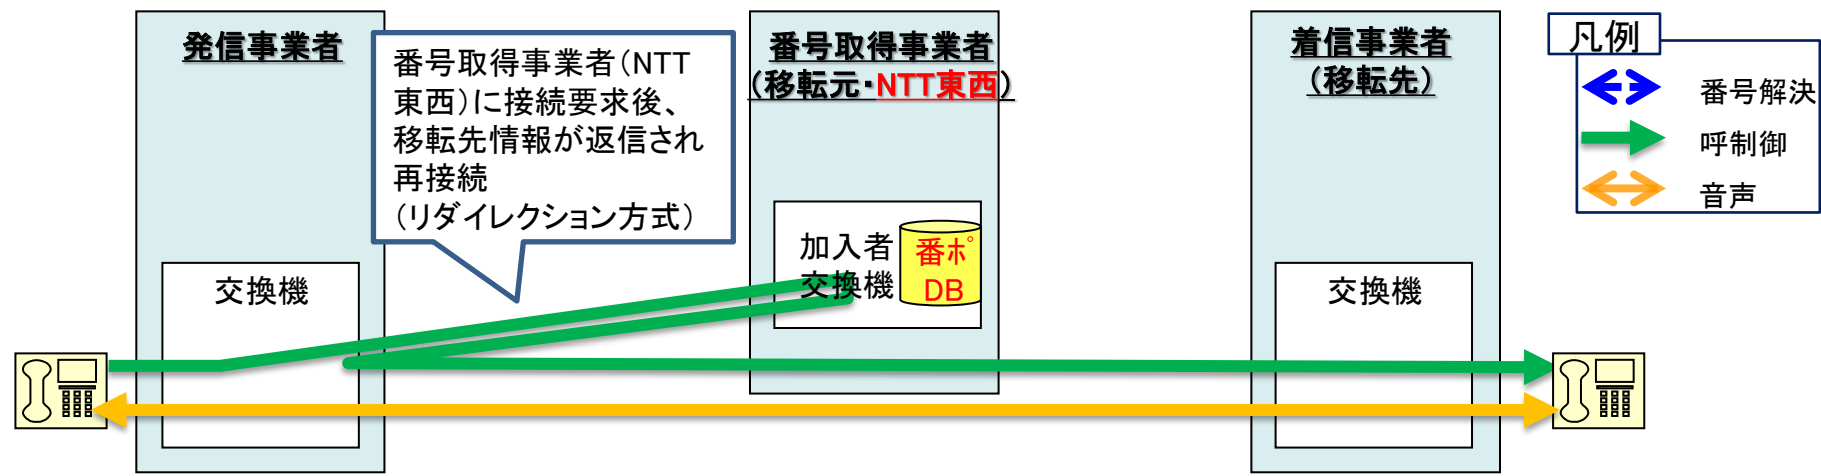 発信事業者
番号取得事業者（NTT
東西）に接続要求後、
移転先情報が返信され
再接続
（リダイレクション方式）
交換機
番号取得事業者
（移転元・NTT東西）
加入者
交換機
番ﾎﾟ
DB
着信事業者
（移転先）
交換機
凡例
番号解決
呼制御
音声